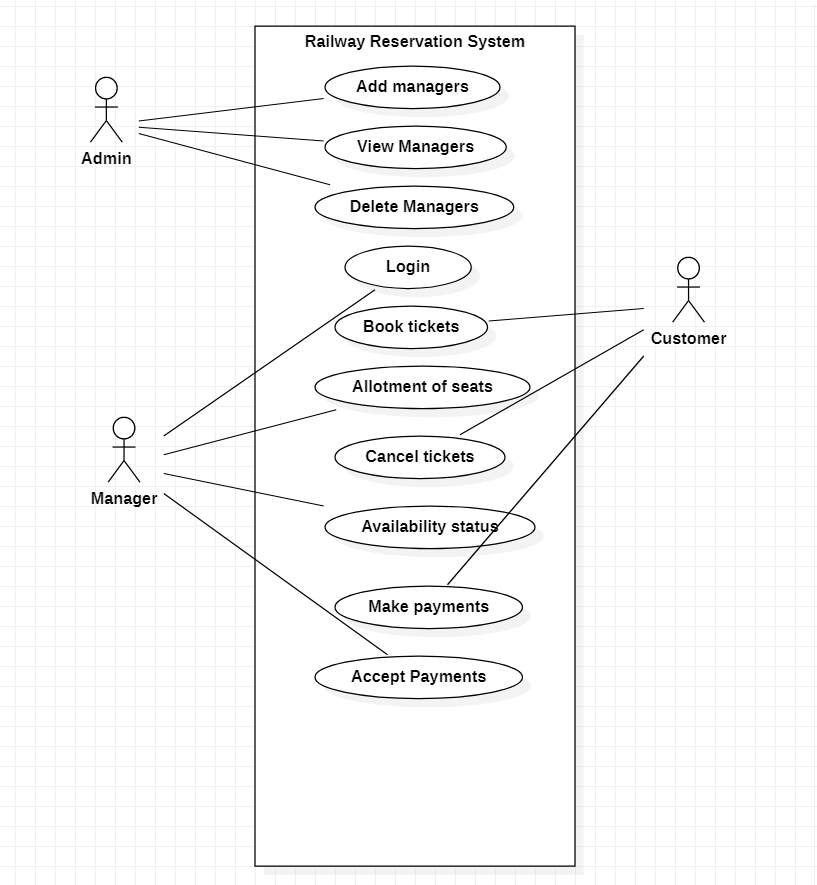 Railway Reservation System
Add managers
View Managers
Admin
Delete Managers
Login
Book tickets
Customer
Allotment of seats
Cancel tickets
Manager
Availability status
Make payments
Accept Payments